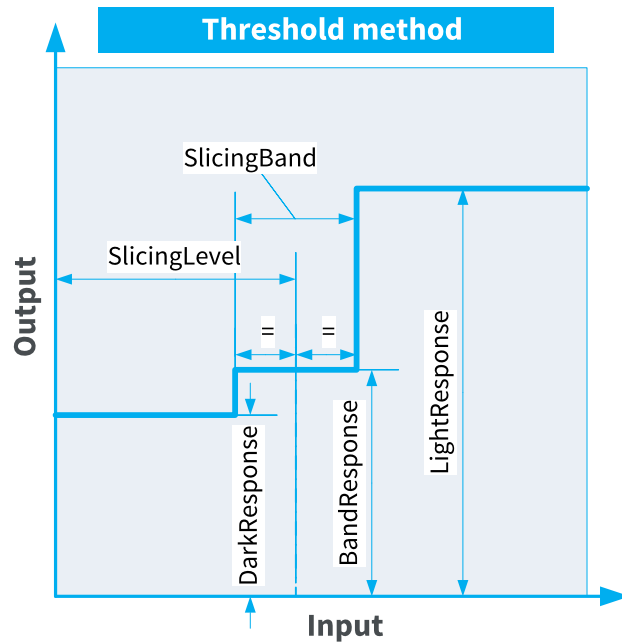 Threshold method
SlicingBand
SlicingLevel
=
=
Output
DarkResponse
BandResponse
LightResponse
Input